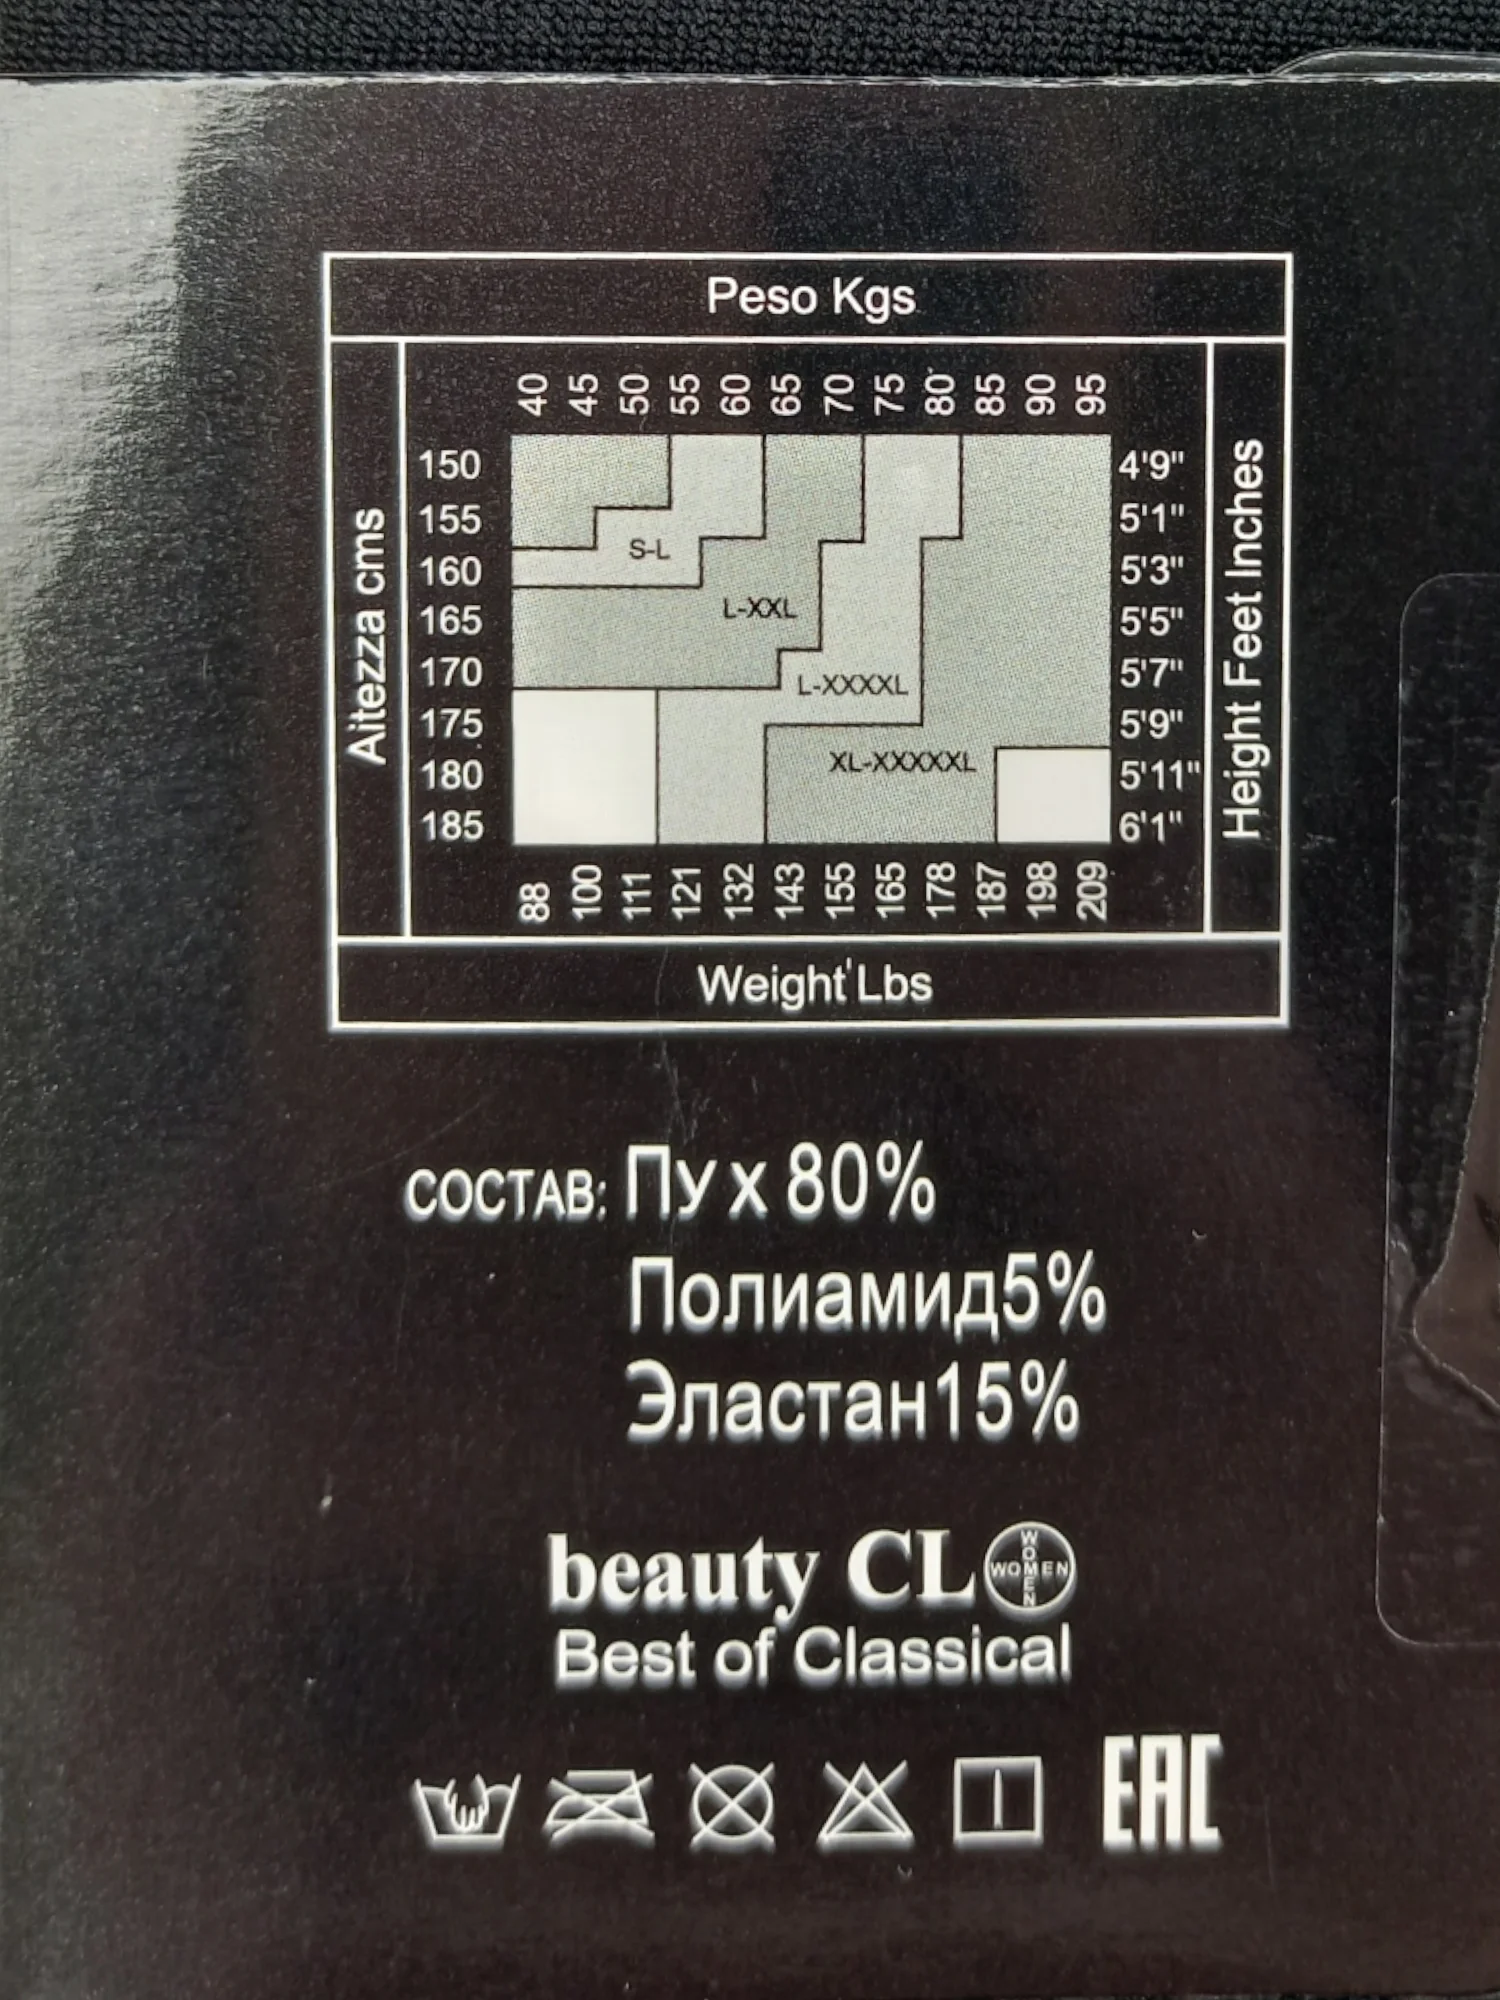 Peso Kgs
40 45 50 55 60 65 70 75 80 85 90 95
Aitezza cms
Height Feet Inches
150 4'9"
155 5'1"
S-L
160 5'3"
L-XXL
165 5'5"
170 5'7"
L-XXXXL
175 5'9"
XL-XXXXXL
180 5'11"
185 6'1"
88 100 111 121 132 143 155 165 178 187 198 209
Weight'Lbs
СОСТАВ: Пу х 80%
Полиамид5%
Эластан15%
beauty CL WOMEN WOMEN
Best of Classical
EAC